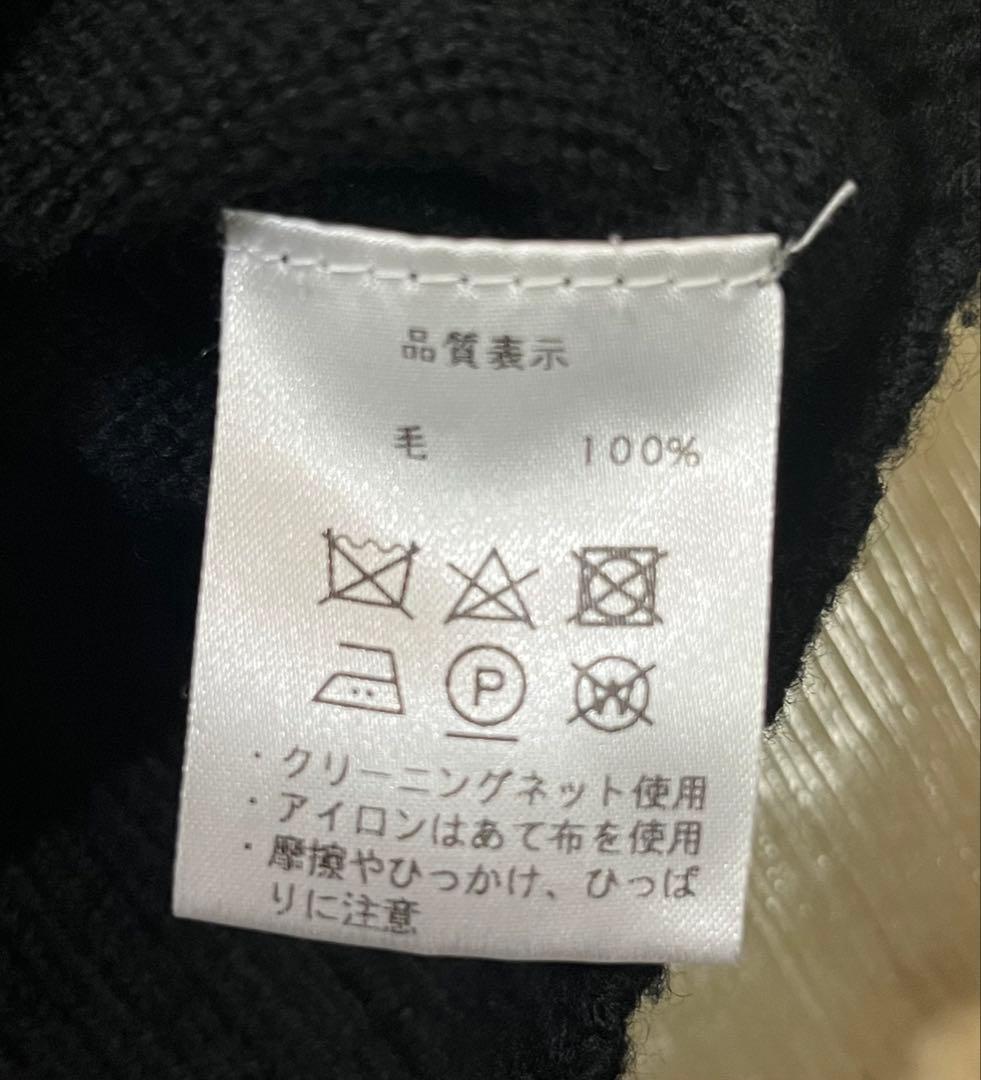 品質表示
毛 100%
P
W
・クリーニングネット使用
・アイロンはあて布を使用
・摩擦やひっかけ、ひっぱ
りに注意